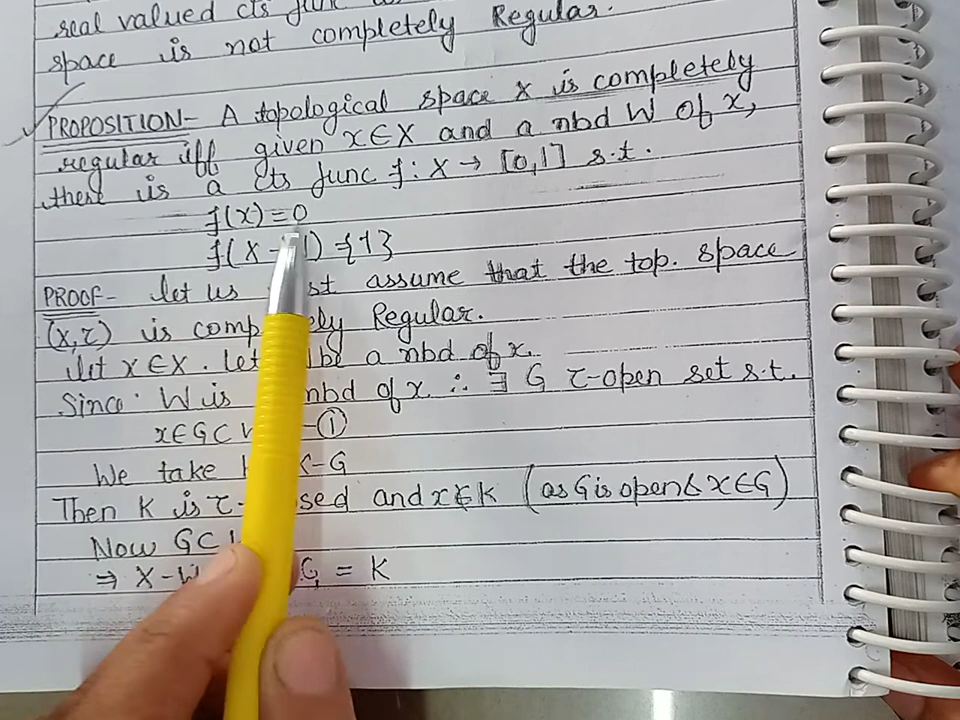 real valued cts func
space is not completely Regular.
PROPOSITION- A topological space X is completely
regular iff given x∈X and a nbd W of x,
there is a cts func f: X → [0,1] s.t.
f(x)=0
f(X - ) = {1}
PROOF- let us assume that the top. space
(X,τ) is completely Regular.
let x∈X. let be a nbd of x.
Since W is nbd of x. ∴ ∃ G τ-open set s.t.
x∈G⊂ - ①
We take X-G
Then K is τ- and x∉K (as G is open & x∈G)
Now G⊂
⇒ X-W G = K